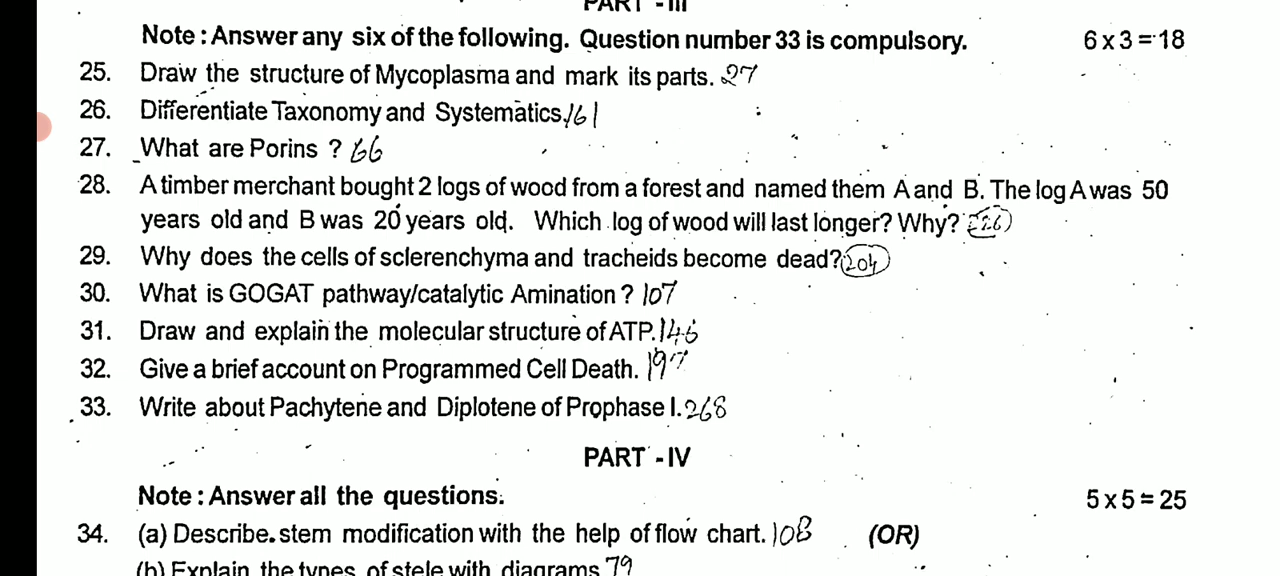 PART - III
Note : Answer any six of the following. Question number 33 is compulsory. 6 x 3 = 18
25. Draw the structure of Mycoplasma and mark its parts. 27
26. Differentiate Taxonomy and Systematics. 161
27. What are Porins ? 66
28. A timber merchant bought 2 logs of wood from a forest and named them A and B. The log A was 50
years old and B was 20 years old. Which log of wood will last longer? Why? 226
29. Why does the cells of sclerenchyma and tracheids become dead? 204
30. What is GOGAT pathway/catalytic Amination ? 107
31. Draw and explain the molecular structure of ATP. 146
32. Give a brief account on Programmed Cell Death. 197
33. Write about Pachytene and Diplotene of Prophase I. 268
PART - IV
Note : Answer all the questions. 5 x 5 = 25
34. (a) Describe stem modification with the help of flow chart. 108 (OR)
(b) Explain the types of stele with diagrams 79